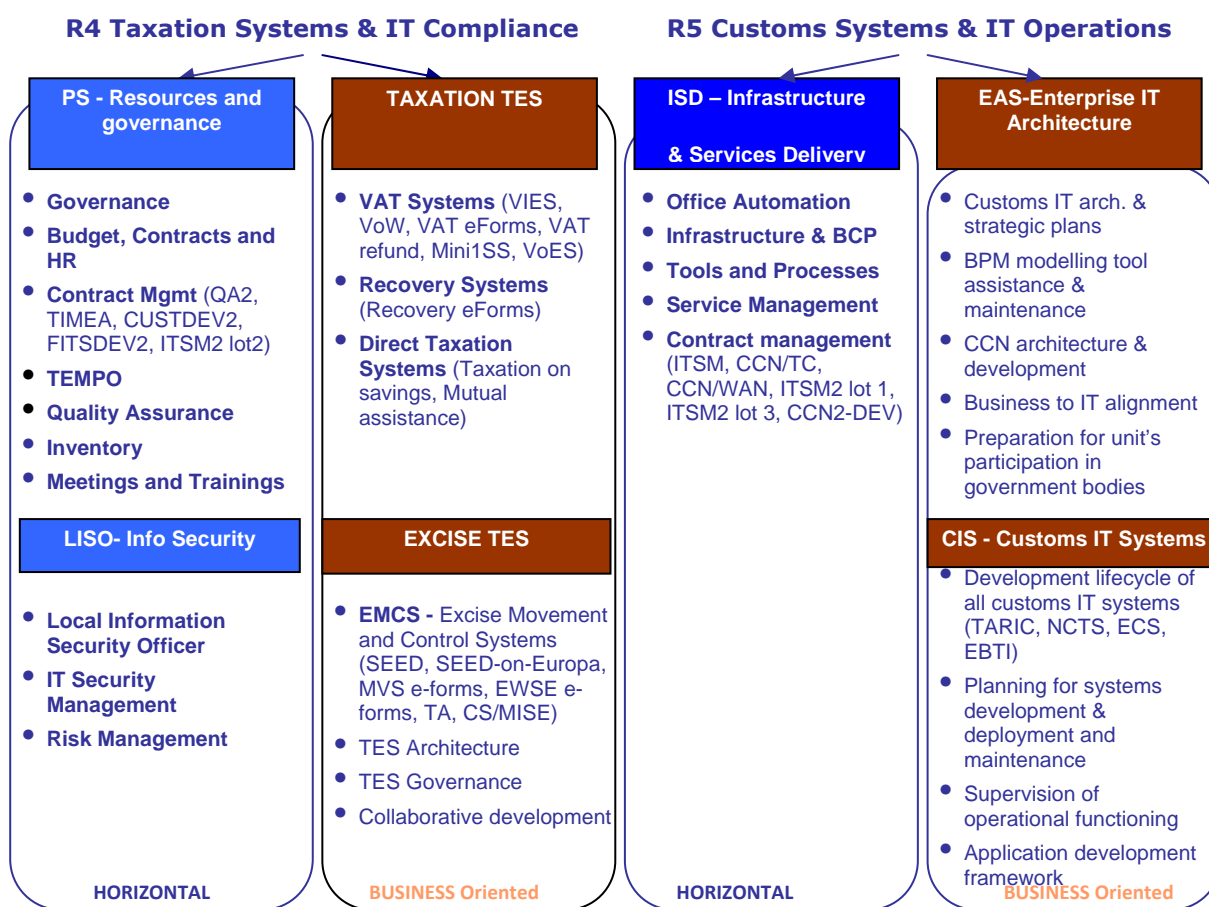 R4 Taxation Systems & IT Compliance
R5 Customs Systems & IT Operations
PS - Resources and
governance
• Governance
• Budget, Contracts and
HR
• Contract Mgmt (QA2,
TIMEA, CUSTDEV2,
FITSDEV2, ITSM2 lot2)
• TEMPO
• Quality Assurance
• Inventory
• Meetings and Trainings
LISO- Info Security
• Local Information
Security Officer
• IT Security
Management
• Risk Management
HORIZONTAL
TAXATION TES
• VAT Systems (VIES,
VoW, VAT eForms, VAT
refund, Mini1SS, VoES)
• Recovery Systems
(Recovery eForms)
• Direct Taxation
Systems (Taxation on
savings, Mutual
assistance)
EXCISE TES
• EMCS - Excise Movement
and Control Systems
(SEED, SEED-on-Europa,
MVS e-forms, EWSE e-
forms, TA, CS/MISE)
• TES Architecture
• TES Governance
• Collaborative development
BUSINESS Oriented
ISD – Infrastructure
& Services Delivery
• Office Automation
• Infrastructure & BCP
• Tools and Processes
• Service Management
• Contract management
(ITSM, CCN/TC,
CCN/WAN, ITSM2 lot 1,
ITSM2 lot 3, CCN2-DEV)
HORIZONTAL
EAS-Enterprise IT
Architecture
• Customs IT arch. &
strategic plans
• BPM modelling tool
assistance &
maintenance
• CCN architecture &
development
• Business to IT alignment
• Preparation for unit's
participation in
government bodies
CIS - Customs IT Systems
• Development lifecycle of
all customs IT systems
(TARIC, NCTS, ECS,
EBTI)
• Planning for systems
development &
deployment and
maintenance
• Supervision of
operational functioning
• Application development
framework
BUSINESS Oriented